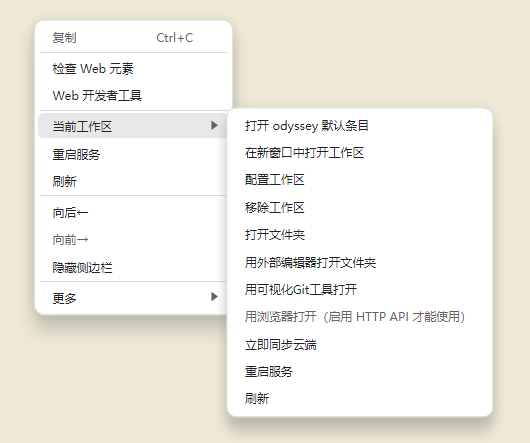 复制 Ctrl+C
检查 Web 元素
Web 开发者工具
当前工作区
重启服务
刷新
向后←
向前→
隐藏侧边栏
更多
打开 odyssey 默认条目
在新窗口中打开工作区
配置工作区
移除工作区
打开文件夹
用外部编辑器打开文件夹
用可视化Git工具打开
用浏览器打开（启用 HTTP API 才能使用）
立即同步云端
重启服务
刷新